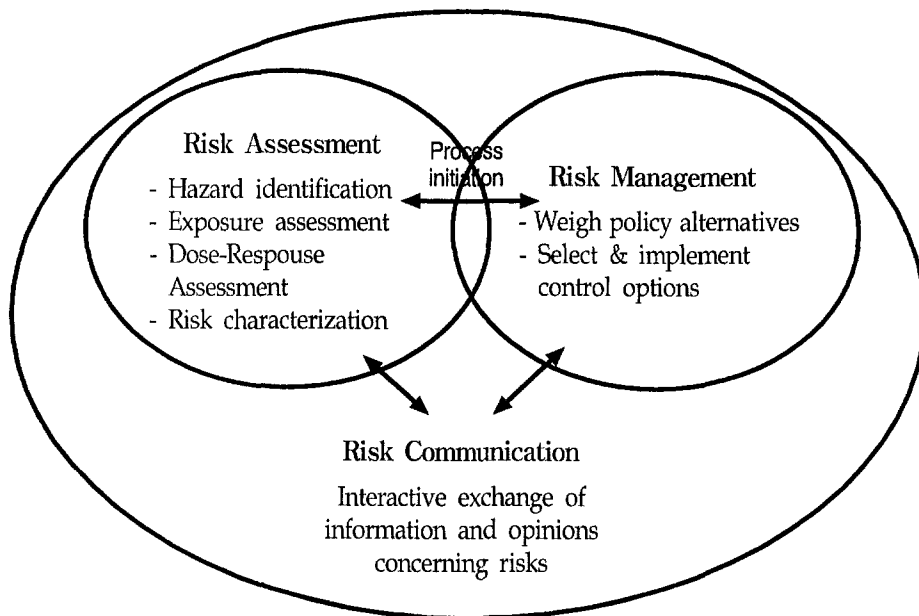 Risk Assessment
- Hazard identification
- Exposure assessment
- Dose-Respouse
Assessment
- Risk characterization
Process
initiation
Risk Management
- Weigh policy alternatives
- Select & implement
control options
Risk Communication
Interactive exchange of
information and opinions
concerning risks